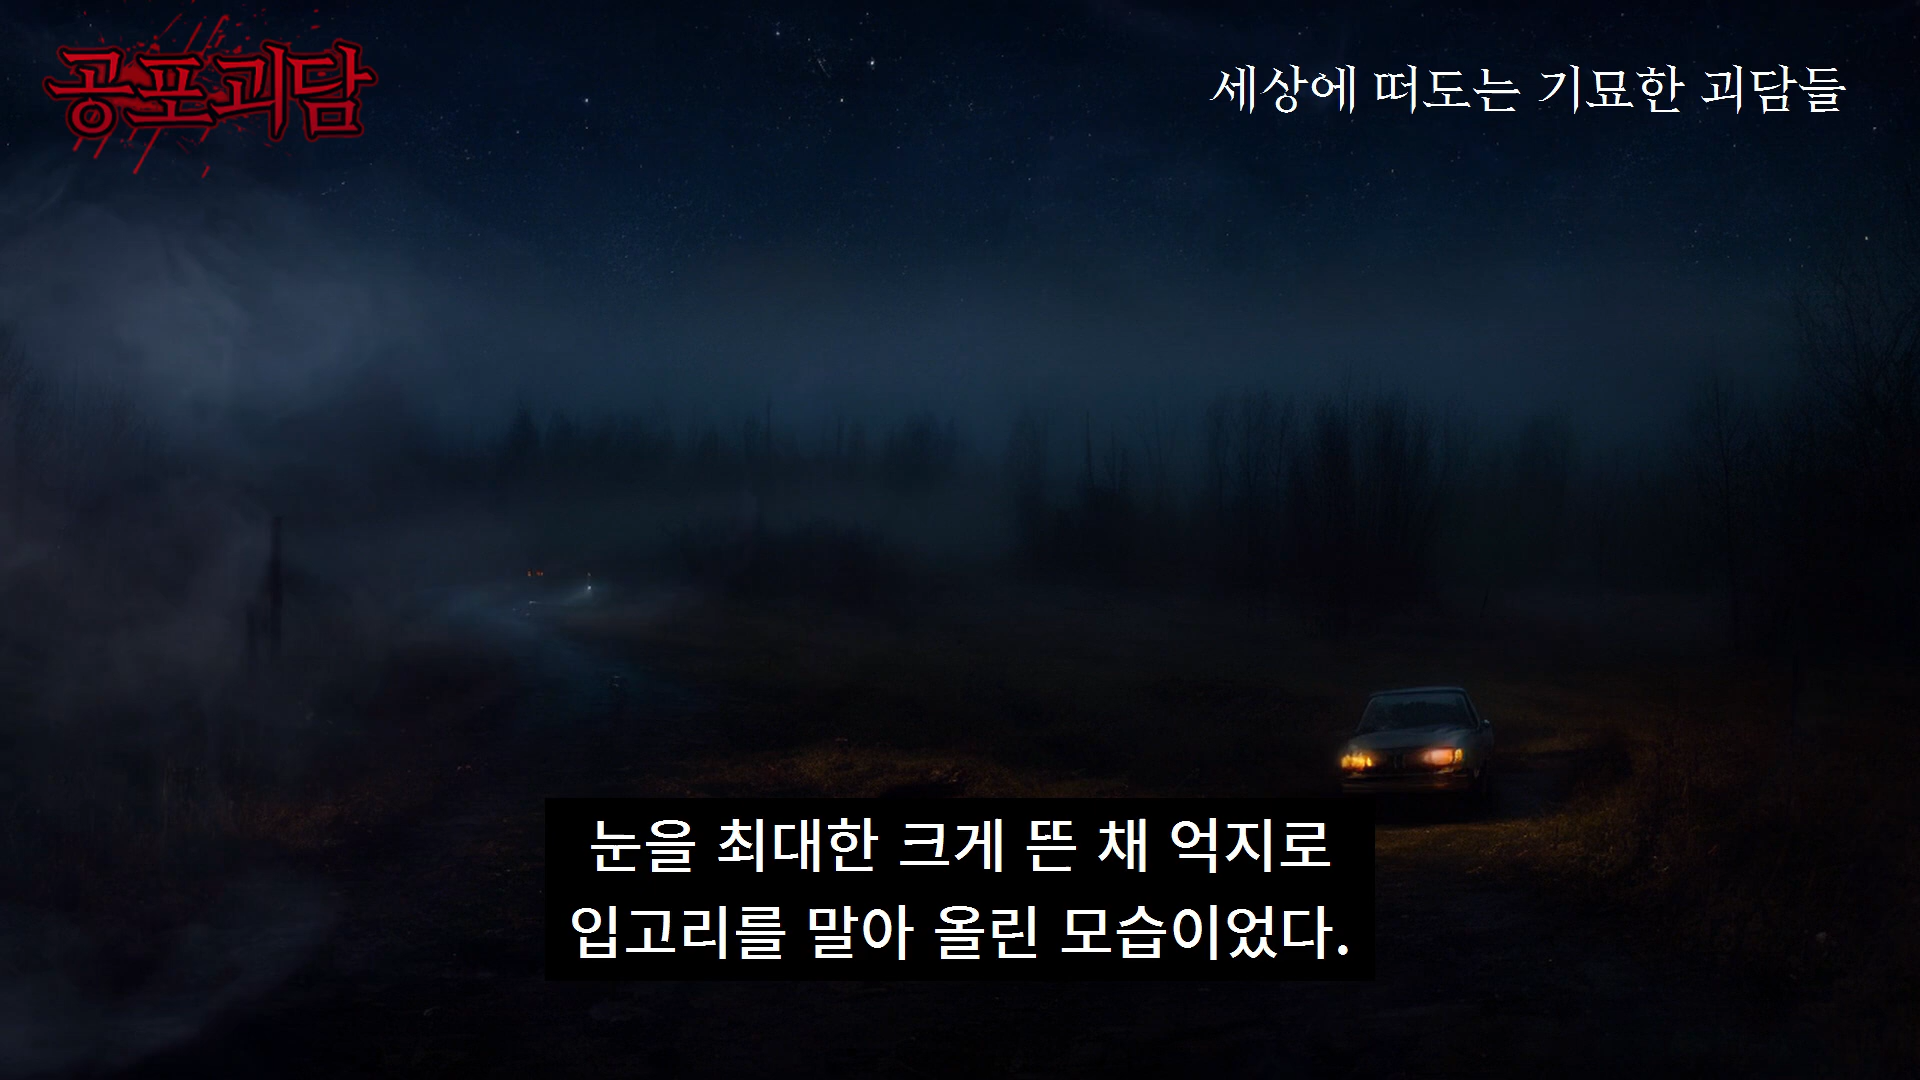 공포괴담
세상에 떠도는 기묘한 괴담들
눈을 최대한 크게 뜬 채 억지로
입고리를 말아 올린 모습이었다.